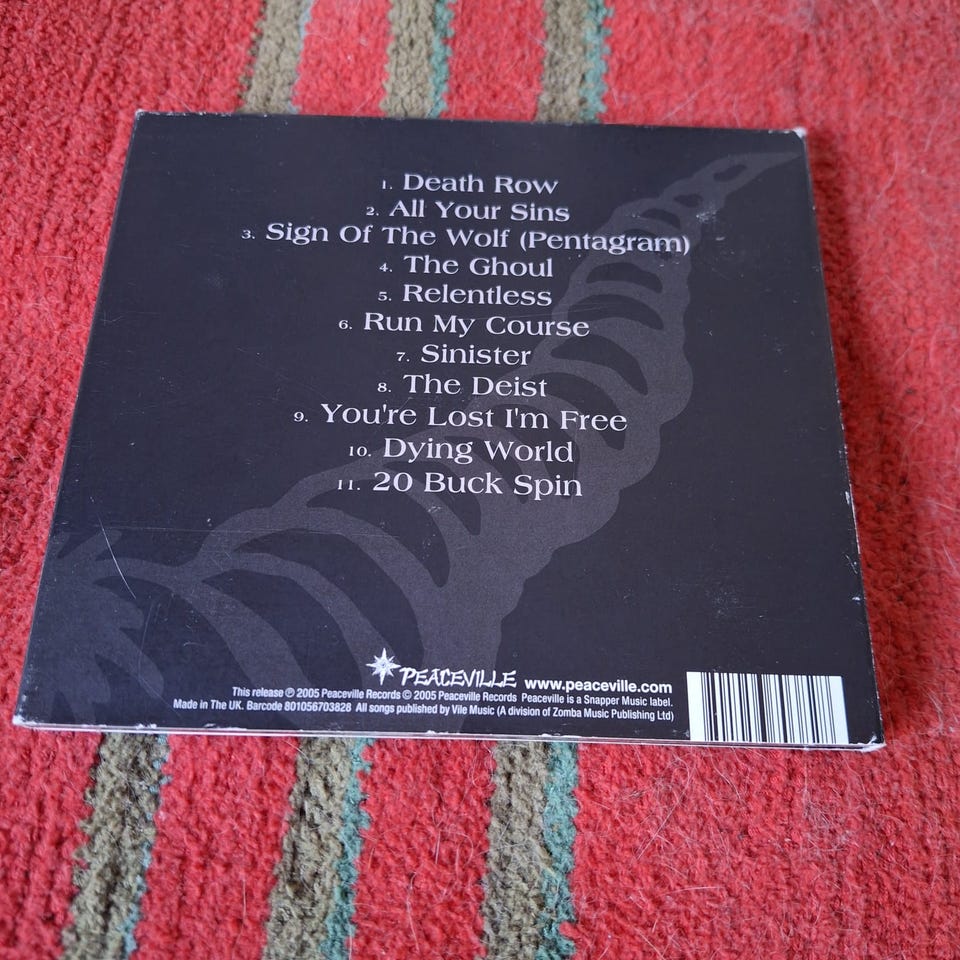 1. Death Row
2. All Your Sins
3. Sign Of The Wolf (Pentagram)
4. The Ghoul
5. Relentless
6. Run My Course
7. Sinister
8. The Deist
9. You're Lost I'm Free
10. Dying World
11. 20 Buck Spin
PEACEVILLE www.peaceville.com
This release ℗ 2005 Peaceville Records © 2005 Peaceville Records Peaceville is a Snapper Music label.
Made in The UK. Barcode 801056703828 All songs published by Vile Music (A division of Zomba Music Publishing Ltd)